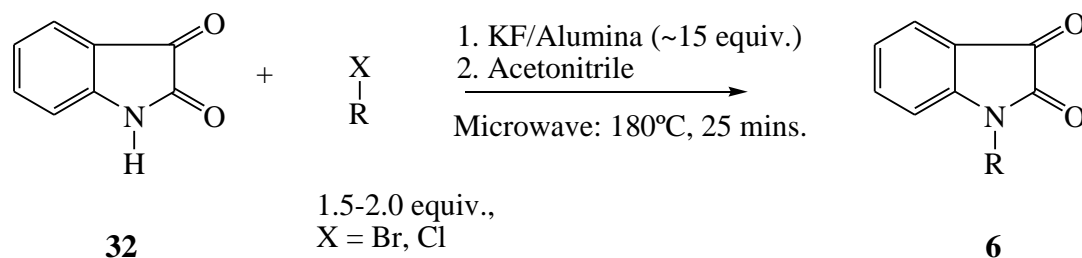 O
O
N
H
+
X
R
1. KF/Alumina (~15 equiv.)
2. Acetonitrile
Microwave: 180ºC, 25 mins.
O
O
N
R
1.5-2.0 equiv.,
X = Br, Cl
32
6